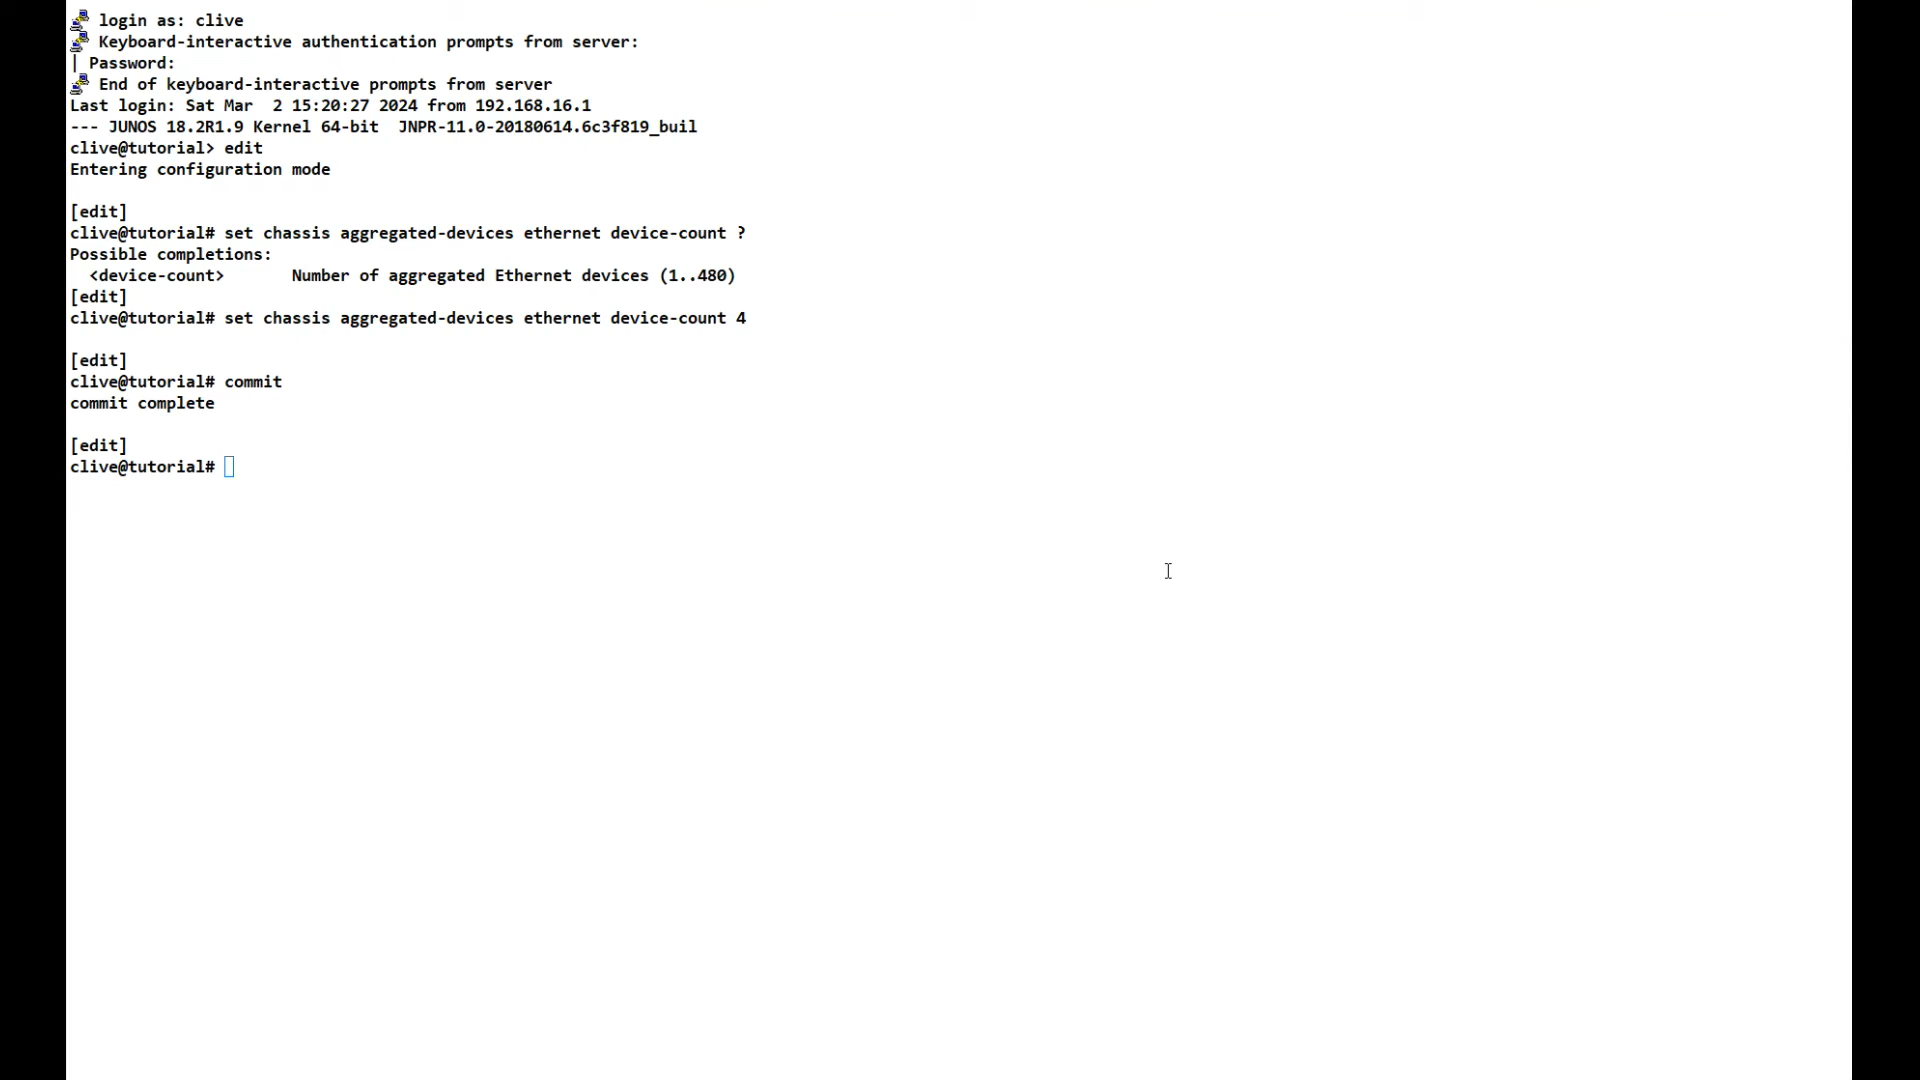 login as: clive
Keyboard-interactive authentication prompts from server:
| Password:
End of keyboard-interactive prompts from server
Last login: Sat Mar  2 15:20:27 2024 from 192.168.16.1
--- JUNOS 18.2R1.9 Kernel 64-bit  JNPR-11.0-20180614.6c3f819_buil
clive@tutorial> edit
Entering configuration mode
[edit]
clive@tutorial# set chassis aggregated-devices ethernet device-count ?
Possible completions:
  <device-count>       Number of aggregated Ethernet devices (1..480)
[edit]
clive@tutorial# set chassis aggregated-devices ethernet device-count 4
[edit]
clive@tutorial# commit
commit complete
[edit]
clive@tutorial#